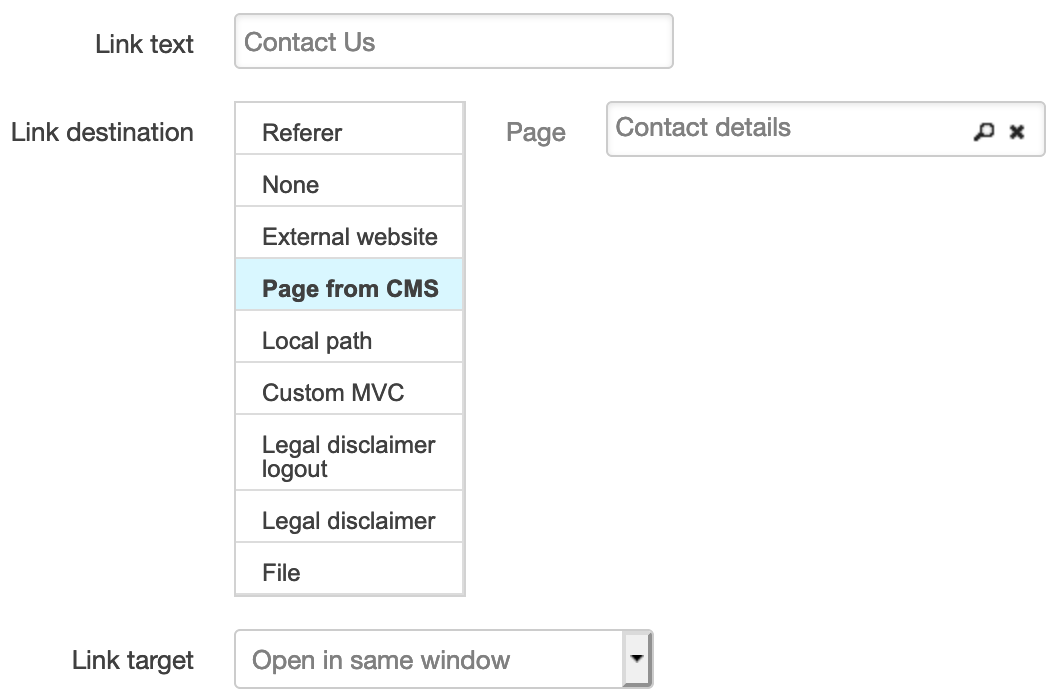 Link text Contact Us
Link destination
Referer
None
External website
Page from CMS
Local path
Custom MVC
Legal disclaimer
logout
Legal disclaimer
File
Page Contact details
Link target Open in same window